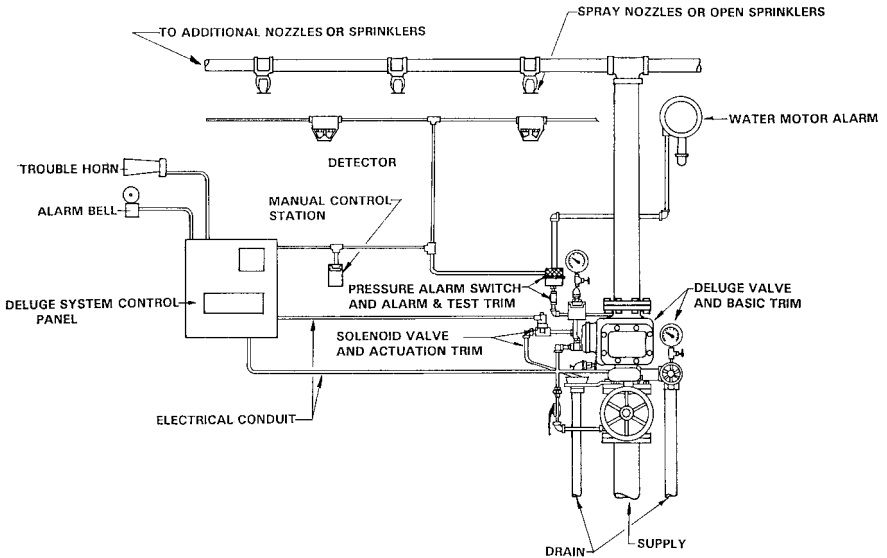 SPRAY NOZZLES OR OPEN SPRINKLERS
TO ADDITIONAL NOZZLES OR SPRINKLERS
WATER MOTOR ALARM
DETECTOR
TROUBLE HORN
ALARM BELL
MANUAL CONTROL
STATION
PRESSURE ALARM SWITCH
AND ALARM & TEST TRIM
DELUGE VALVE
AND BASIC TRIM
DELUGE SYSTEM CONTROL
PANEL
SOLENOID VALVE
AND ACTUATION TRIM
ELECTRICAL CONDUIT
DRAIN
SUPPLY